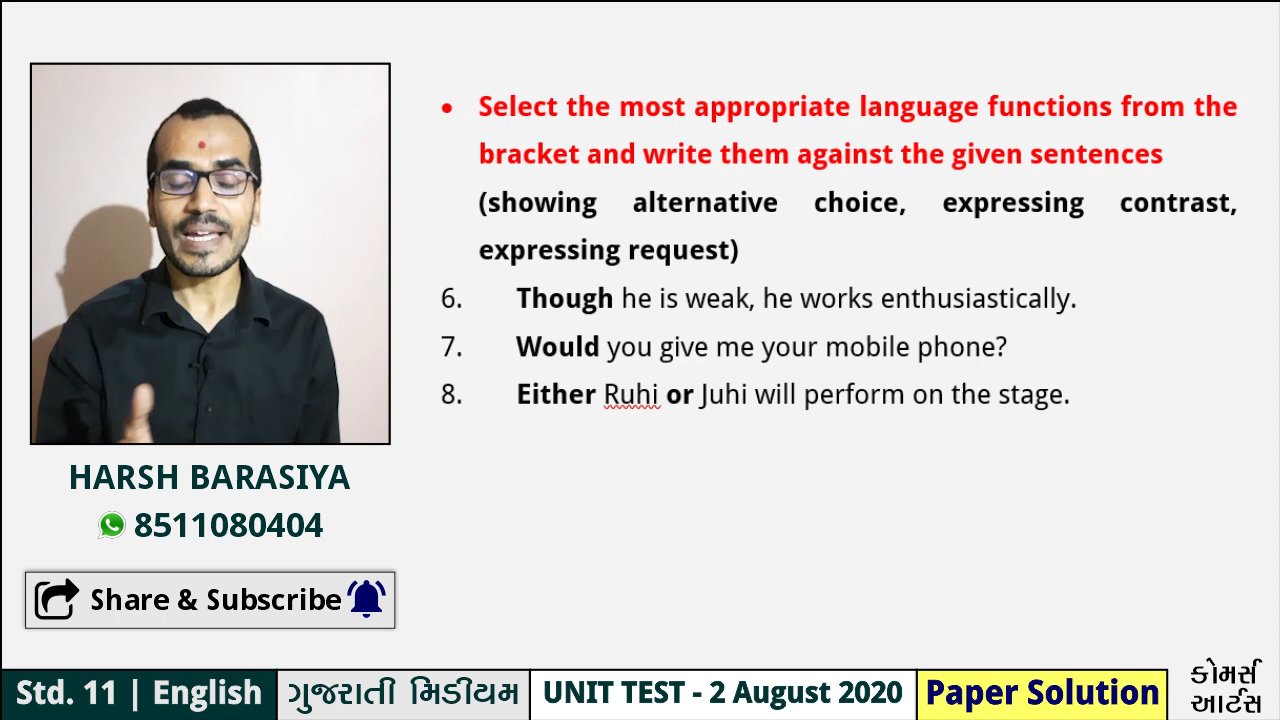 • Select the most appropriate language functions from the
bracket and write them against the given sentences
(showing alternative choice, expressing contrast,
expressing request)
6. Though he is weak, he works enthusiastically.
7. Would you give me your mobile phone?
8. Either Ruhi or Juhi will perform on the stage.
HARSH BARASIYA
8511080404
Share & Subscribe
Std. 11 | English ગુજરાતી મિડીયમ UNIT TEST - 2 August 2020 Paper Solution
કોમર્સ
આર્ટસ